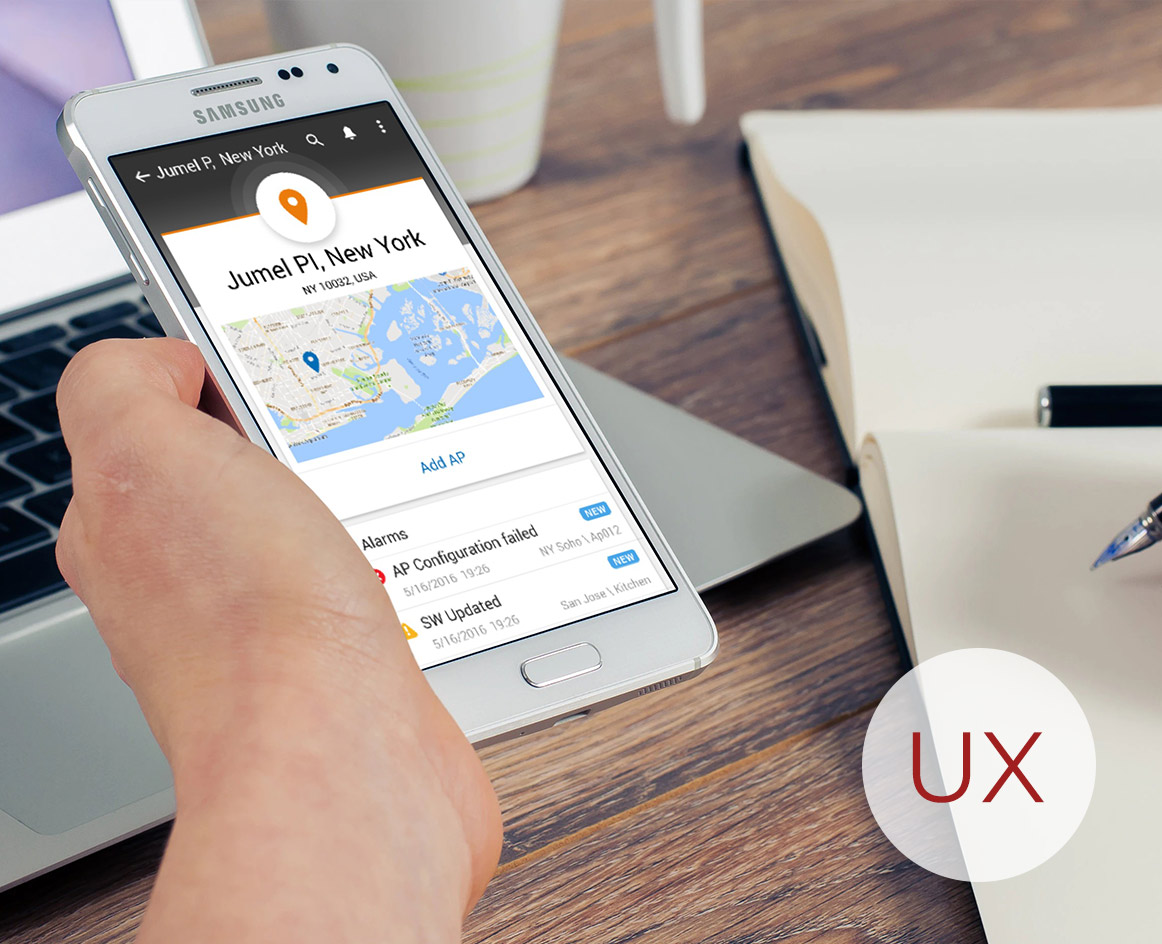 SAMSUNG
Jumel P, New York
Jumel Pl, New York
NY 10032, USA
Add AP
Alarms
NEW
AP Configuration failed
NY Soho \ Ap012
5/16/2016 19:26
NEW
SW Updated
San Jose \ Kitchen
5/16/2016 19:26
UX